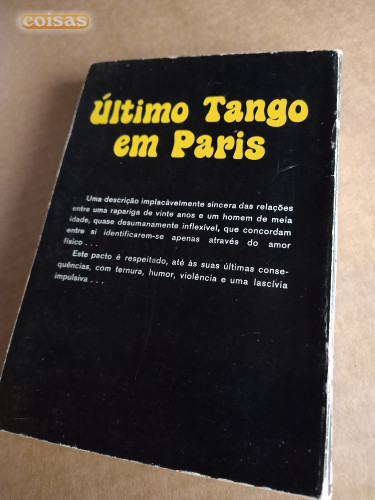 coisas
Último Tango
em Paris
Uma descrição implacàvelmente sincera das relações
entre uma rapariga de vinte anos e um homem de meia
idade, quase desumanamente inflexível, que concordam
entre si identificarem-se apenas através do amor
físico . . .
Este pacto é respeitado, até às suas últimas conse-
quências, com ternura, humor, violência e uma lascívia
impulsiva . . .